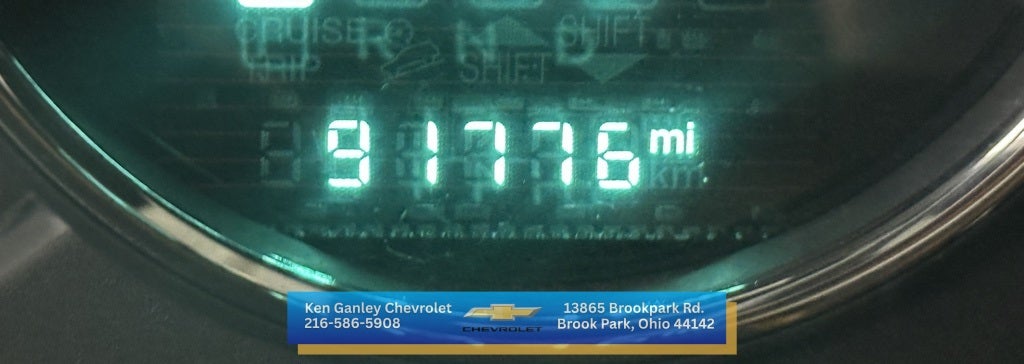 CRUISE
SHIFT
P R N D
TRIP
SHIFT
91776 mi
km
Ken Ganley Chevrolet
216-586-5908
CHEVROLET
13865 Brookpark Rd.
Brook Park, Ohio 44142